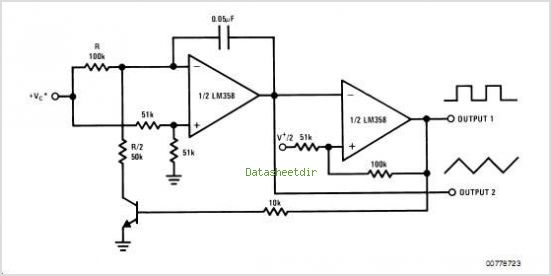 0.05µF
R
100k
1/2 LM358
+VC*
51k
R/2
50k
51k
V+/2
51k
1/2 LM358
OUTPUT 1
100k
Datasheetdir
OUTPUT 2
10k
00778723